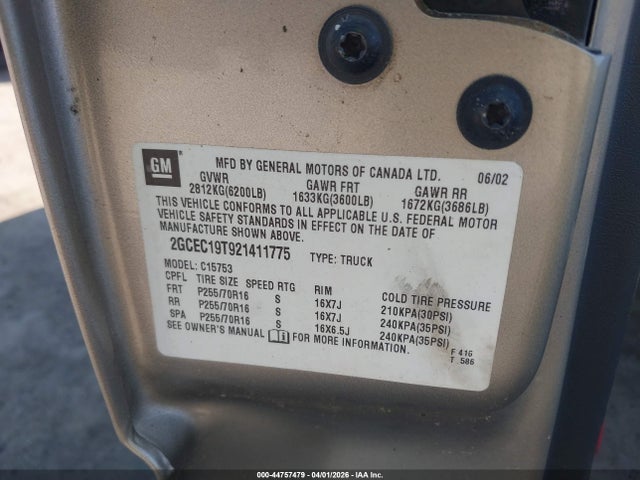 GM MFD BY GENERAL MOTORS OF CANADA LTD. 06/02
GVWR GAWR FRT GAWR RR
2812KG(6200LB) 1633KG(3600LB) 1672KG(3686LB)
THIS VEHICLE CONFORMS TO ALL APPLICABLE U.S. FEDERAL MOTOR
VEHICLE SAFETY STANDARDS IN EFFECT ON THE DATE OF
MANUFACTURE SHOWN ABOVE.
2GCEC19T921411775 TYPE: TRUCK
MODEL: C15753
CPFL TIRE SIZE SPEED RTG RIM COLD TIRE PRESSURE
FRT P255/70R16 S 16X7J 210KPA(30PSI)
RR P255/70R16 S 16X7J 240KPA(35PSI)
SPA P255/70R16 S 16X6.5J 240KPA(35PSI)
SEE OWNER'S MANUAL FOR MORE INFORMATION.
F 416
T 586
000-44757479 04/01/2026 IAA Inc.